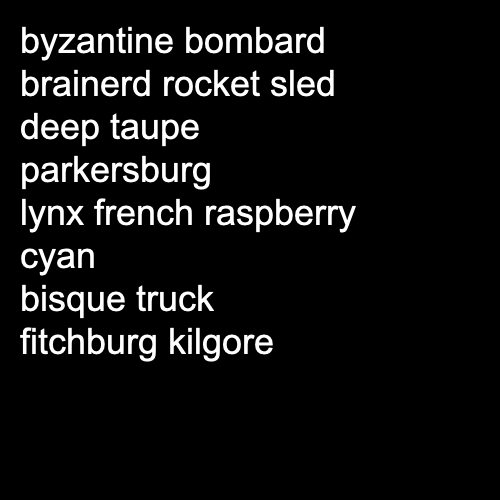 byzantine bombard
brainerd rocket sled
deep taupe
parkersburg
lynx french raspberry
cyan
bisque truck
fitchburg kilgore